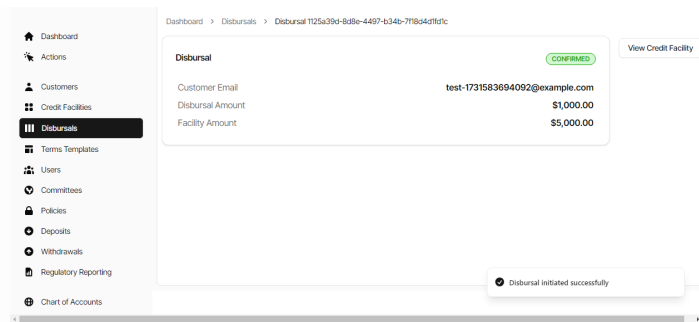 Dashboard > Disbursals > Disbursal 1125a39d-8d8e-4497-b34b-7f18d4d1fd1c
Dashboard
Actions
Customers
Credit Facilities
Disbursals
Terms Templates
Users
Committees
Policies
Deposits
Withdrawals
Regulatory Reporting
Chart of Accounts
Disbursal CONFIRMED
Customer Email test-1731583694092@example.com
Disbursal Amount $1,000.00
Facility Amount $5,000.00
View Credit Facility
Disbursal initiated successfully